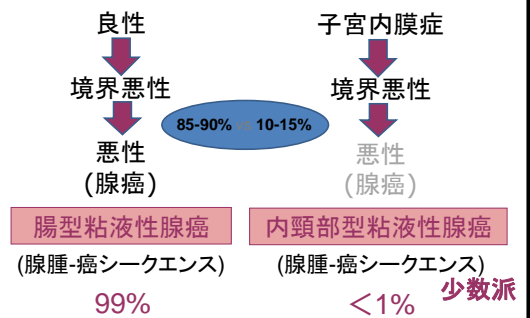 良性
境界悪性
悪性
(腺癌)
腸型粘液性腺癌
(腺腫-癌シークエンス)
99%
85-90%
10-15%
子宮内膜症
境界悪性
悪性
(腺癌)
内頸部型粘液性腺癌
(腺腫-癌シークエンス)
<1%
少数派